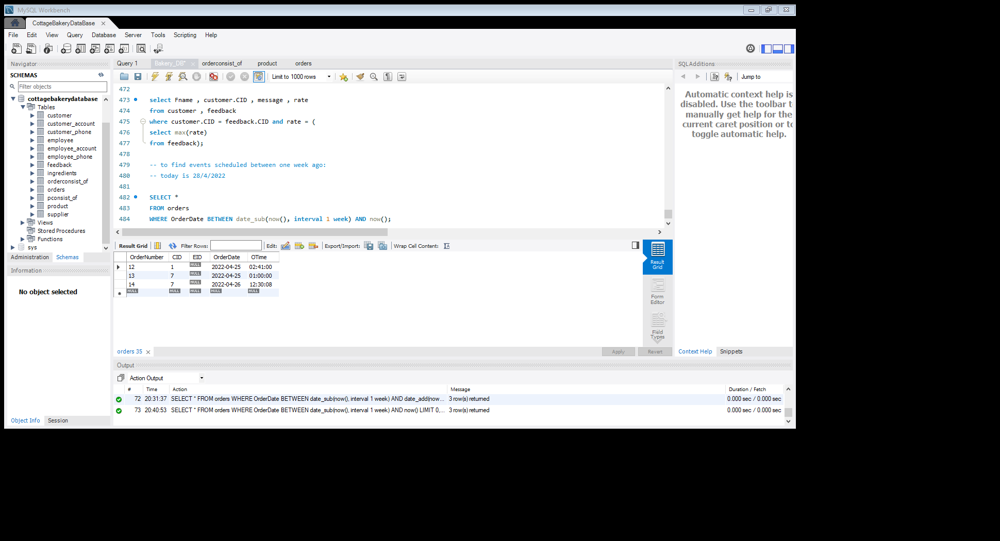 MySQL Workbench
CottageBakeryDataBase
File Edit View Query Database Server Tools Scripting Help
Navigator
SCHEMAS
Filter objects
cottagebakerydatabase
Tables
customer
customer_account
customer_phone
employee
employee_account
employee_phone
feedback
ingredients
orderconsist_of
orders
pconsist_of
product
supplier
Views
Stored Procedures
Functions
sys
Administration Schemas
Information
No object selected
Object Info Session
Query 1 Bakery_DB* orderconsist_of product orders
Limit to 1000 rows
472
473 select Fname , customer.CID , message , rate
474 from customer , feedback
475 where customer.CID = feedback.CID and rate = (
476 select max(rate)
477 from feedback);
478
479 -- to find events scheduled between one week ago:
480 -- today is 28/4/2022
481
482 SELECT *
483 FROM orders
484 WHERE OrderDate BETWEEN date_sub(now(), interval 1 week) AND now();
Result Grid Filter Rows: Edit: Export/Import: Wrap Cell Content:
OrderNumber CID EID OrderDate OTime
12 1 NULL 2022-04-25 02:41:00
13 7 NULL 2022-04-25 01:00:00
14 7 NULL 2022-04-26 12:30:08
NULL NULL NULL NULL NULL
Result
Grid
Form
Editor
Field
Types
orders 35
Apply Revert
SQLAdditions
Jump to
Automatic context help is
disabled. Use the toolbar t
manually get help for the
current caret position or to
toggle automatic help.
Context Help Snippets
Output
Action Output
# Time Action Message Duration / Fetch
72 20:31:37 SELECT * FROM orders WHERE OrderDate BETWEEN date_sub(now(), interval 1 week) AND date_add(now... 3 row(s) returned 0.000 sec / 0.000 sec
73 20:40:53 SELECT * FROM orders WHERE OrderDate BETWEEN date_sub(now(), interval 1 week) AND now() LIMIT 0,... 3 row(s) returned 0.000 sec / 0.000 sec